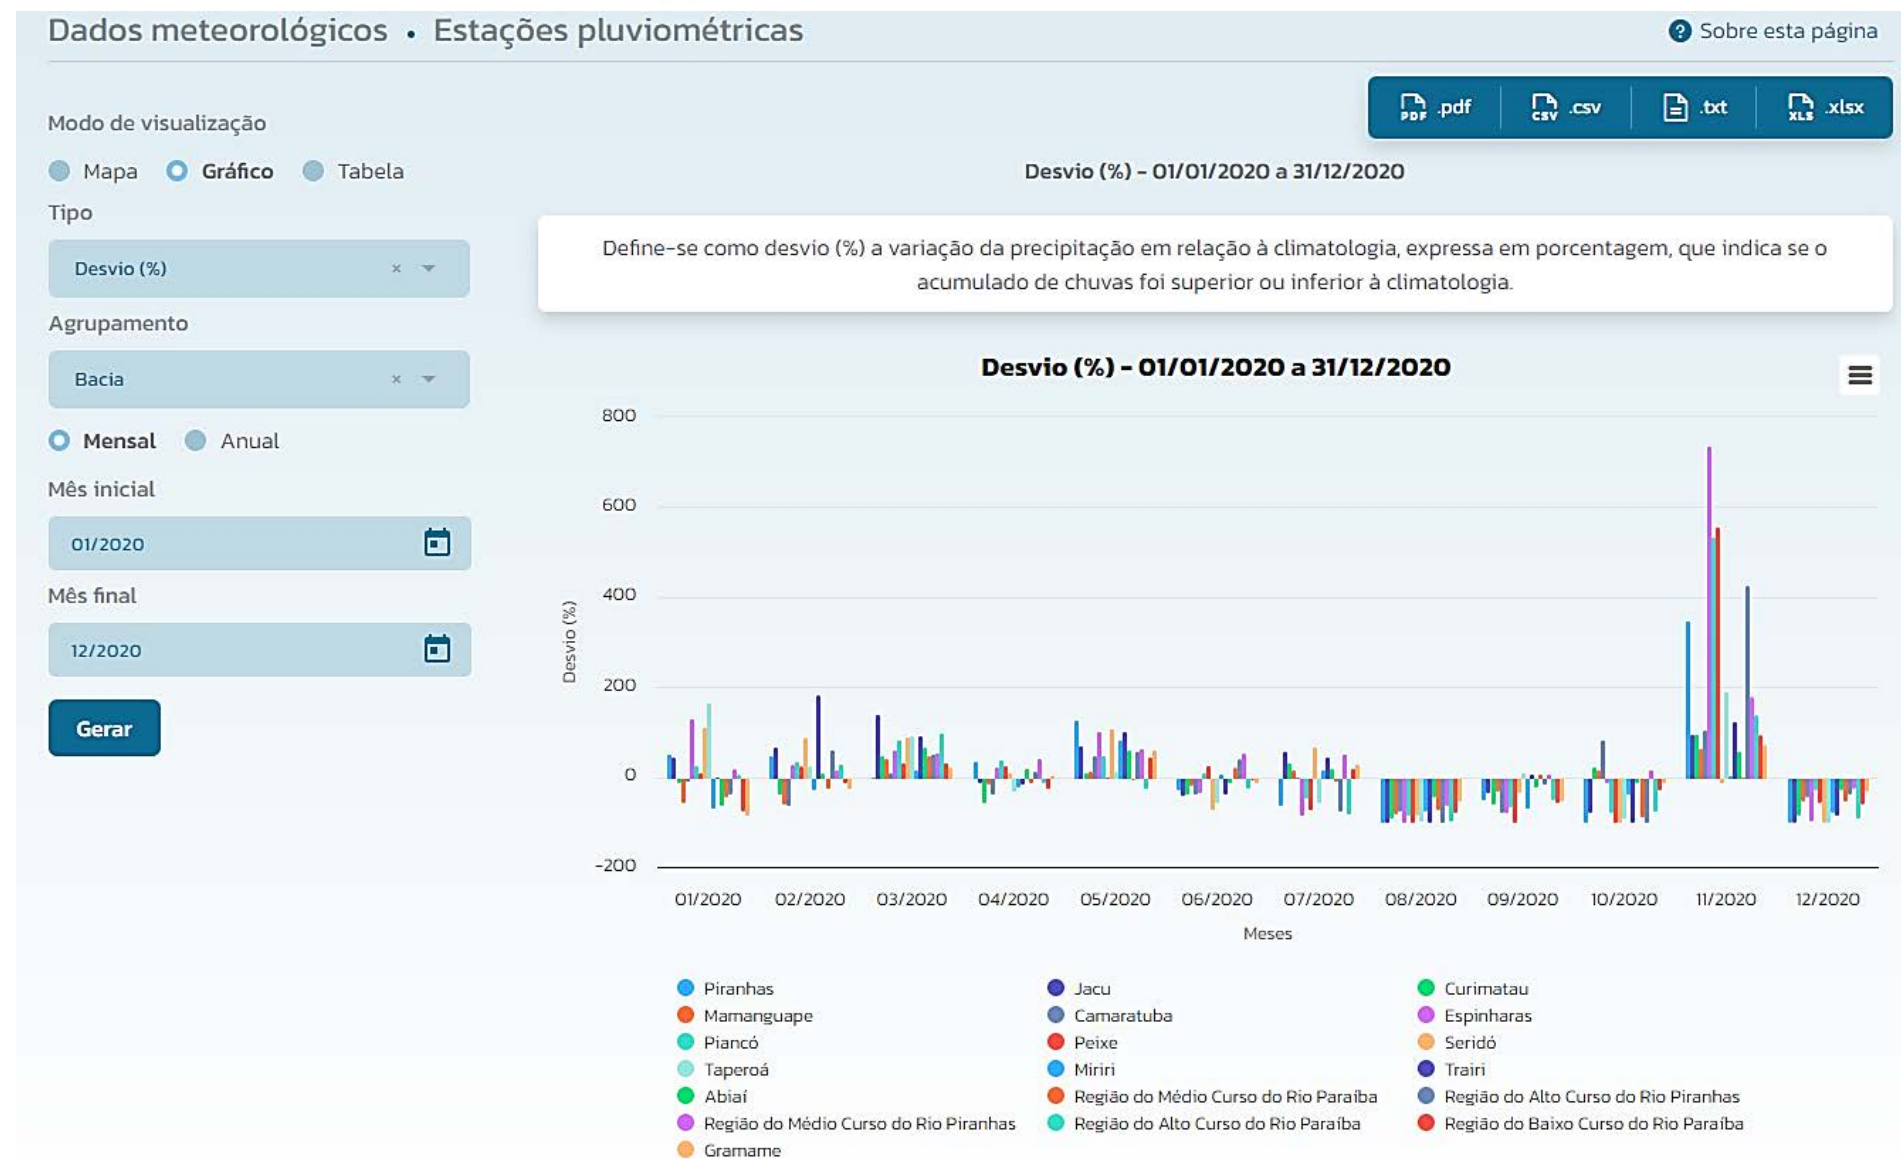 Dados meteorológicos • Estações pluviométricas
Sobre esta página
.pdf .csv .txt .xlsx
Modo de visualização
Mapa Gráfico Tabela
Tipo
Desvio (%)
Agrupamento
Bacia
Mensal Anual
Mês inicial
01/2020
Mês final
12/2020
Gerar
Desvio (%) - 01/01/2020 a 31/12/2020
Define-se como desvio (%) a variação da precipitação em relação à climatologia, expressa em porcentagem, que indica se o
acumulado de chuvas foi superior ou inferior à climatologia.
Desvio (%) - 01/01/2020 a 31/12/2020
800
600
400
200
0
-200
Desvio (%)
01/2020 02/2020 03/2020 04/2020 05/2020 06/2020 07/2020 08/2020 09/2020 10/2020 11/2020 12/2020
Meses
Piranhas Jacu Curimatau
Mamanguape Camaratuba Espinharas
Piancó Peixe Seridó
Taperoá Miriri Trairi
Abiaí Região do Médio Curso do Rio Paraíba Região do Alto Curso do Rio Piranhas
Região do Médio Curso do Rio Piranhas Região do Alto Curso do Rio Paraíba Região do Baixo Curso do Rio Paraíba
Gramame